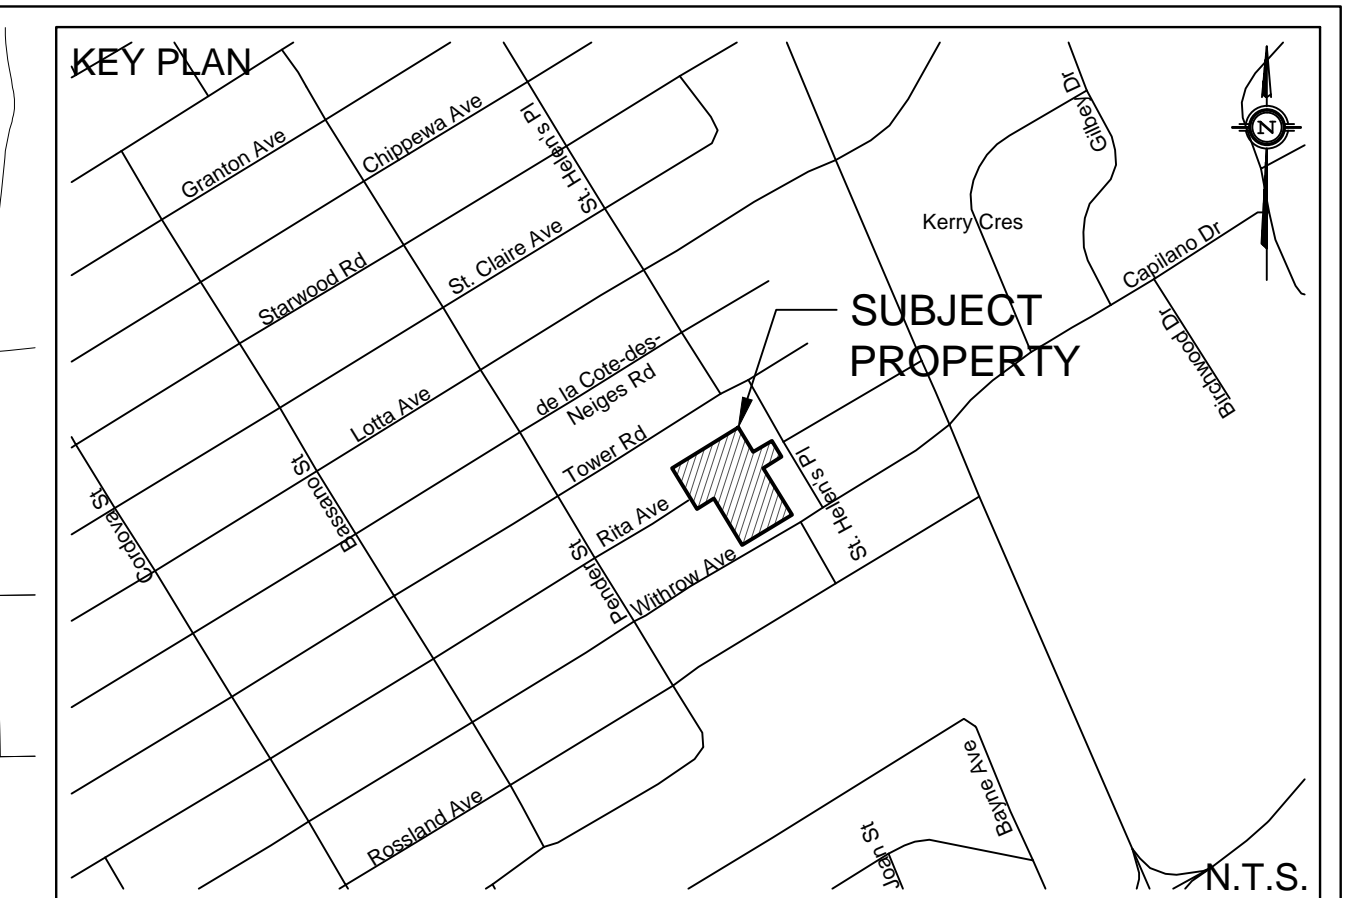 KEY PLAN
Granton Ave
Chippewa Ave
St. Helen's Pl
Gilbey Dr
N
Kerry Cres
Capilano Dr
Starwood Rd
St. Claire Ave
SUBJECT
PROPERTY
Birchwood Dr
de la Cote-des-
Neiges Rd
Lotta Ave
Tower Rd
Cordova St
Bassano St
Rita Ave
St. Helen's Pl
Pender St
Withrow Ave
Rossland Ave
Bayne Ave
Joan St
N.T.S.